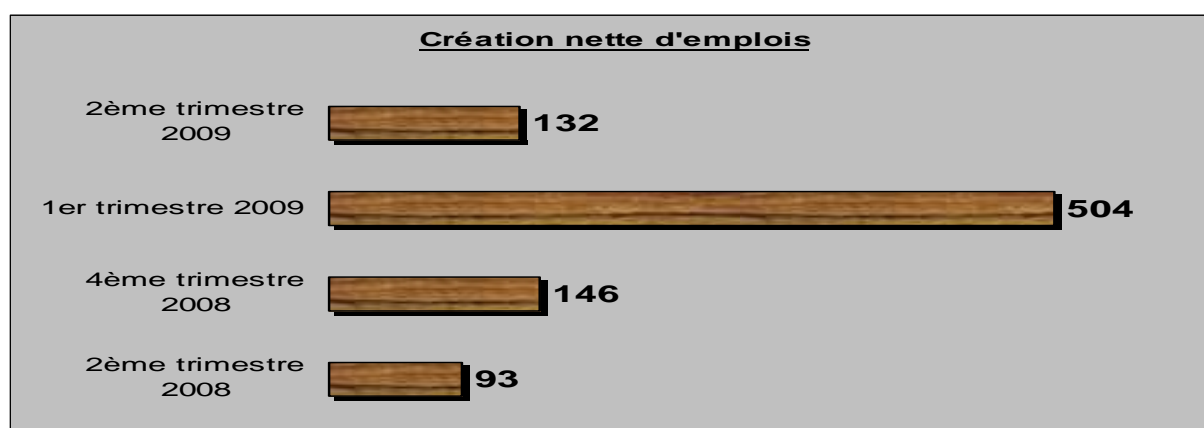 Création nette d'emplois
2ème trimestre
2009
132
1er trimestre 2009
504
4ème trimestre
2008
146
2ème trimestre
2008
93